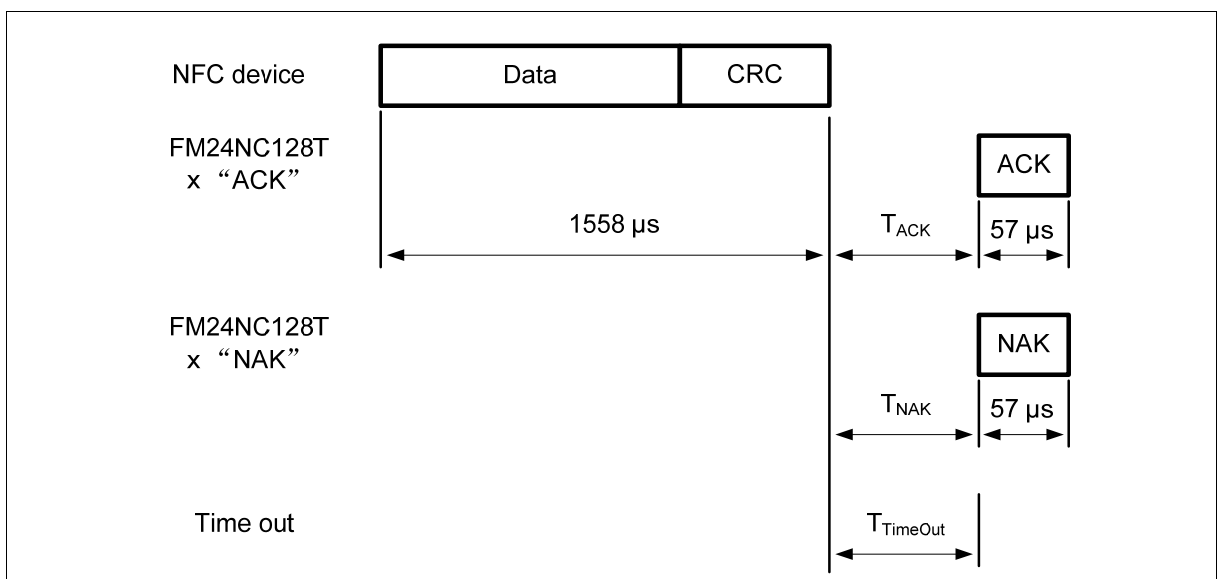 NFC device
Data
CRC
FM24NC128T
x “ACK”
ACK
1558 µs
TACK
57 µs
FM24NC128T
x “NAK”
NAK
TNAK
57 µs
Time out
TTimeOut